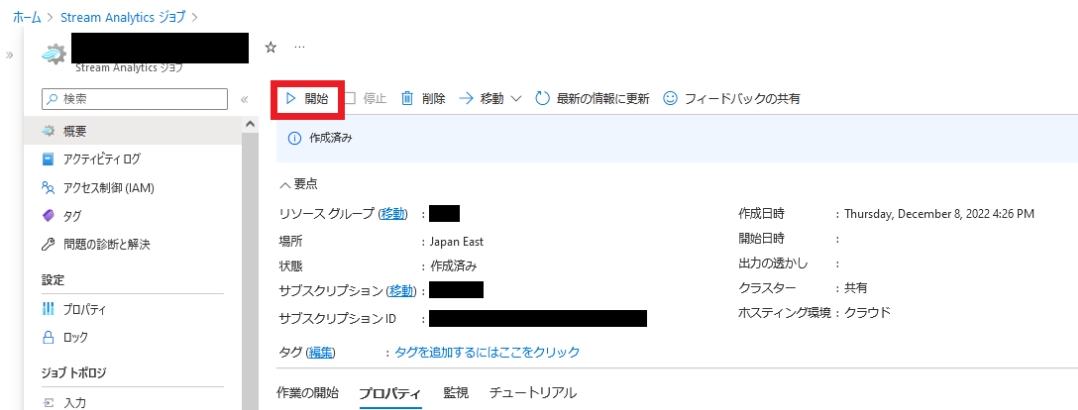 ホーム > Stream Analytics ジョブ >
Stream Analytics ジョブ
検索
概要
アクティビティ ログ
アクセス制御 (IAM)
タグ
問題の診断と解決
設定
プロパティ
ロック
ジョブ トポロジ
入力
開始 停止 削除 移動 最新の情報に更新 フィードバックの共有
作成済み
要点
リソース グループ (移動) :
場所 : Japan East
状態 : 作成済み
サブスクリプション (移動) :
サブスクリプション ID :
作成日時 : Thursday, December 8, 2022 4:26 PM
開始日時 :
出力の透かし :
クラスター : 共有
ホスティング環境 : クラウド
タグ (編集) : タグを追加するにはここをクリック
作業の開始 プロパティ 監視 チュートリアル